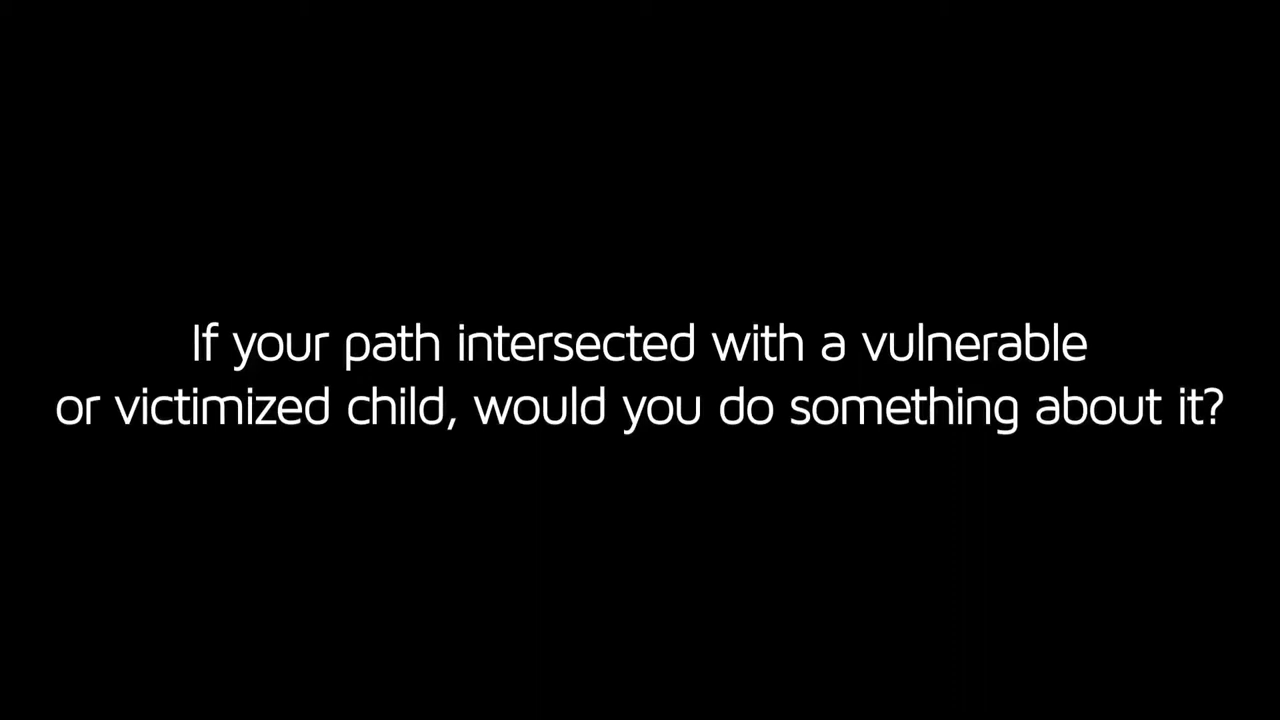 If your path intersected with a vulnerable
or victimized child, would you do something about it?